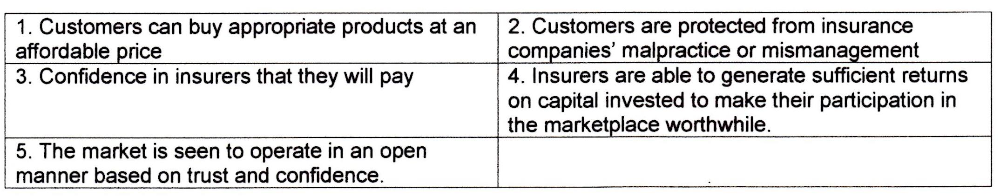 1. Customers can buy appropriate products at an
affordable price
2. Customers are protected from insurance
companies’ malpractice or mismanagement
3. Confidence in insurers that they will pay
4. Insurers are able to generate sufficient returns
on capital invested to make their participation in
the marketplace worthwhile.
5. The market is seen to operate in an open
manner based on trust and confidence.